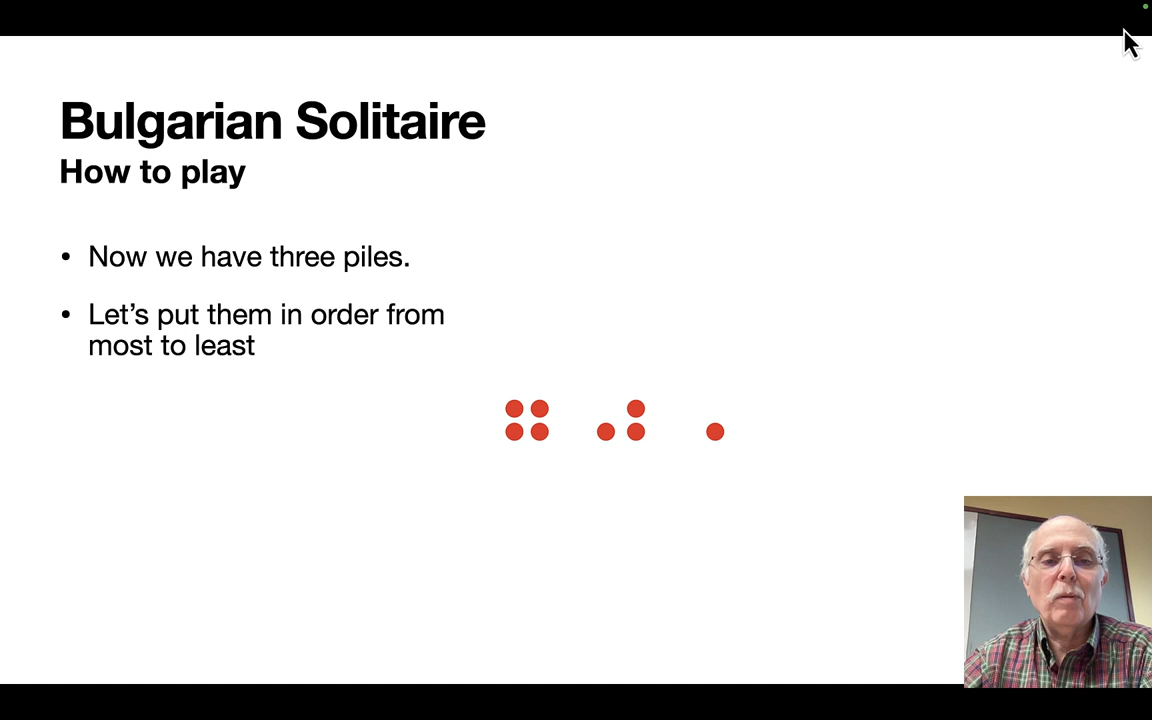 Bulgarian Solitaire
How to play
• Now we have three piles.
• Let’s put them in order from
most to least